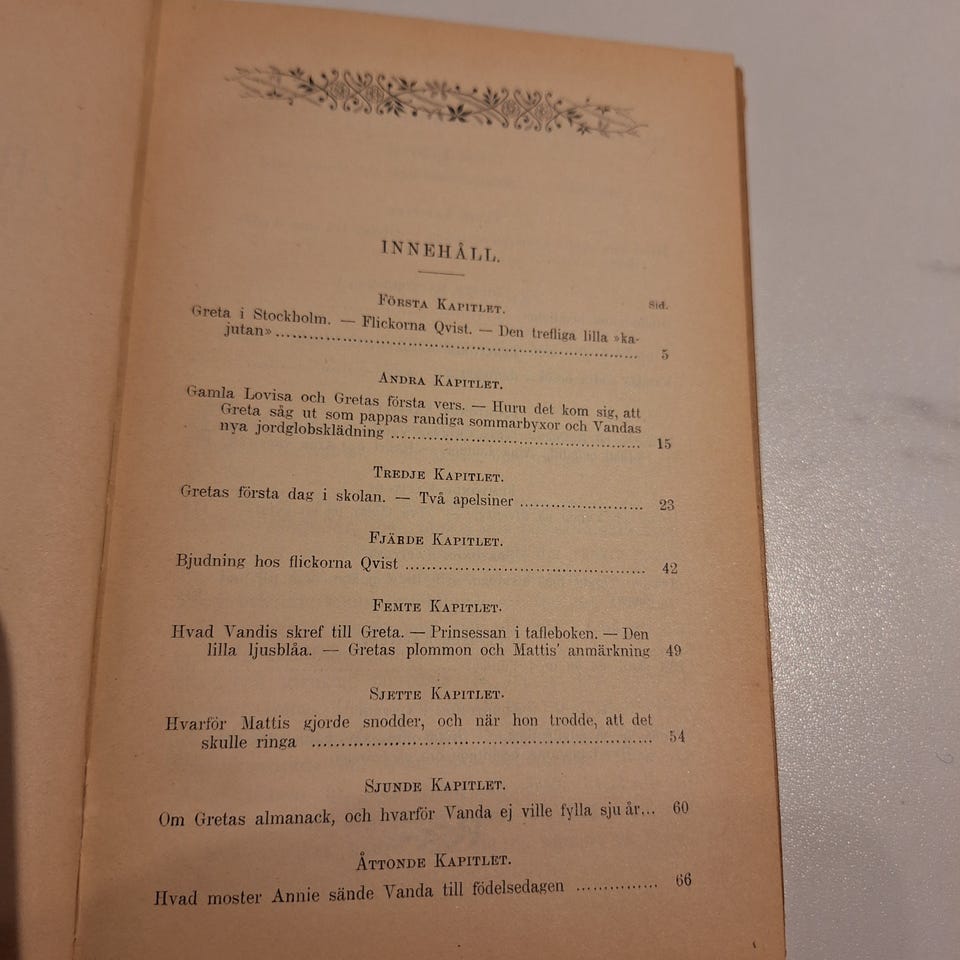 INNEHÅLL.
FÖRSTA KAPITLET.
Sid.
Greta i Stockholm. — Flickorna Qvist. — Den trefliga lilla »ka-
jutan» ........ 5
ANDRA KAPITLET.
Gamla Lovisa och Gretas första vers. — Huru det kom sig, att
Greta såg ut som pappas randiga sommarbyxor och Vandas
nya jordglobsklädning ........ 15
TREDJE KAPITLET.
Gretas första dag i skolan. — Två apelsiner ........ 23
FJÄRDE KAPITLET.
Bjudning hos flickorna Qvist ........ 42
FEMTE KAPITLET.
Hvad Vandis skref till Greta. — Prinsessan i tafleboken. — Den
lilla ljusblåa. — Gretas plommon och Mattis' anmärkning 49
SJETTE KAPITLET.
Hvarför Mattis gjorde snodder, och när hon trodde, att det
skulle ringa ........ 54
SJUNDE KAPITLET.
Om Gretas almanack, och hvarför Vanda ej ville fylla sju år... 60
ÅTTONDE KAPITLET.
Hvad moster Annie sände Vanda till födelsedagen ........ 66